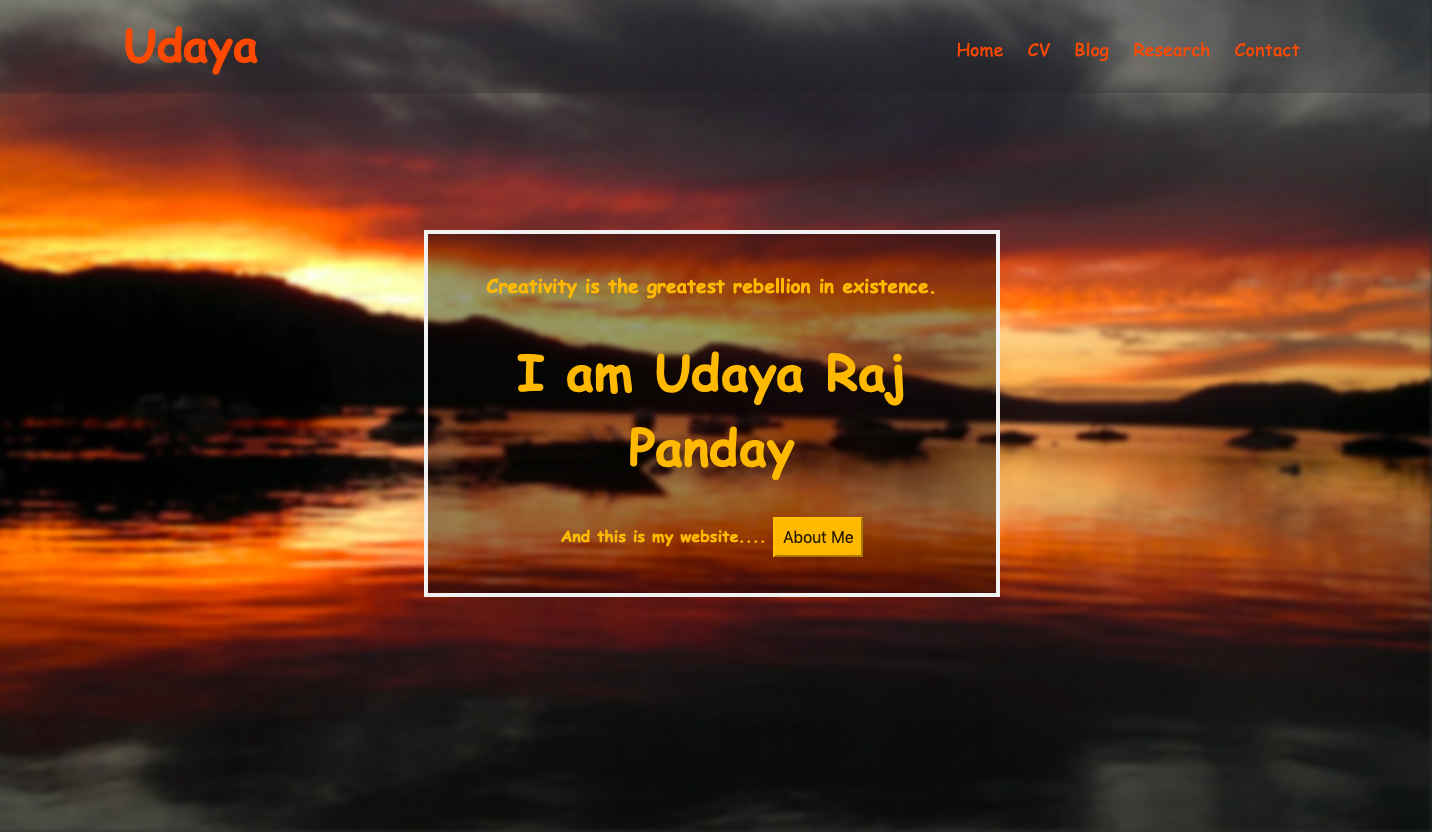 Udaya
Home CV Blog Research Contact
Creativity is the greatest rebellion in existence.
I am Udaya Raj
Panday
And this is my website.... About Me